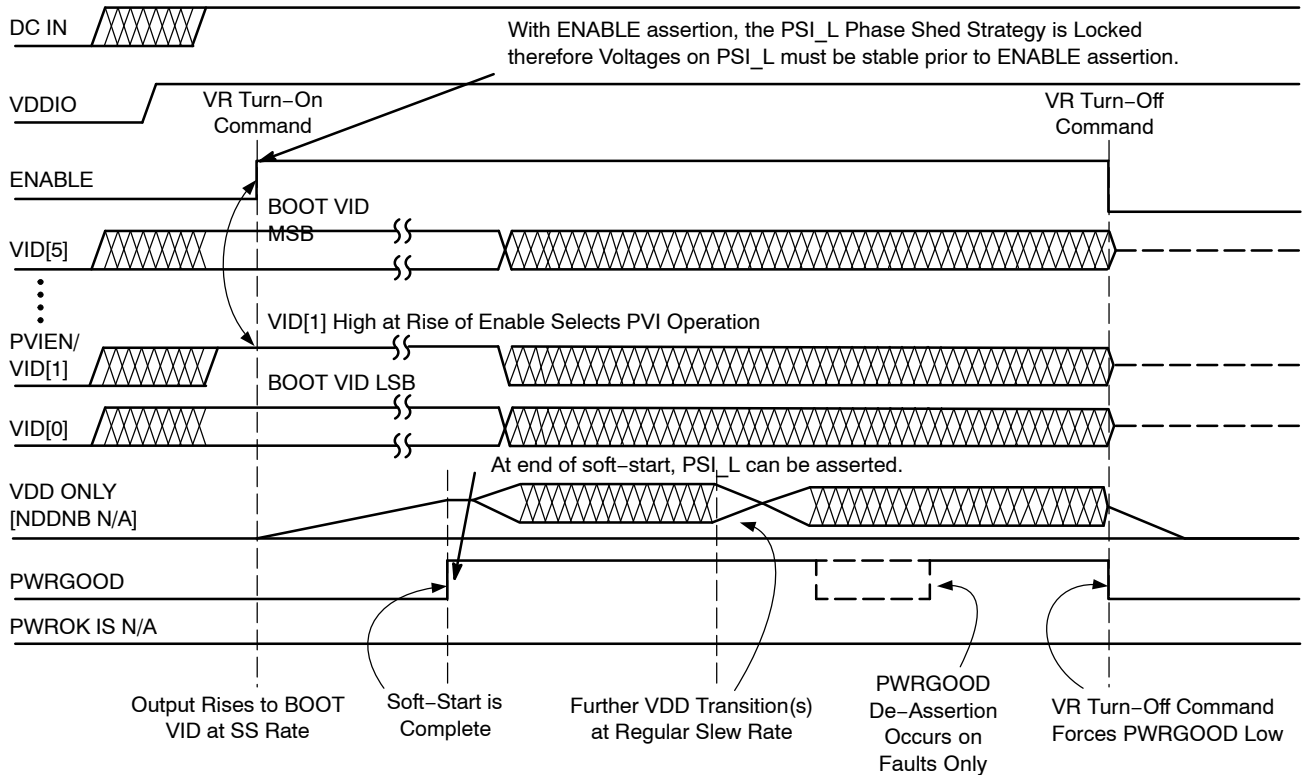 DC IN
With ENABLE assertion, the PSI_L Phase Shed Strategy is Locked
therefore Voltages on PSI_L must be stable prior to ENABLE assertion.
VDDIO
VR Turn−On
Command
VR Turn−Off
Command
ENABLE
BOOT VID
MSB
VID[5]
VID[1] High at Rise of Enable Selects PVI Operation
PVIEN/
VID[1]
BOOT VID LSB
VID[0]
At end of soft−start, PSI_L can be asserted.
VDD ONLY
[NDDNB N/A]
PWRGOOD
PWROK IS N/A
Output Rises to BOOT
VID at SS Rate
Soft−Start is
Complete
Further VDD Transition(s)
at Regular Slew Rate
PWRGOOD
De−Assertion
Occurs on
Faults Only
VR Turn−Off Command
Forces PWRGOOD Low